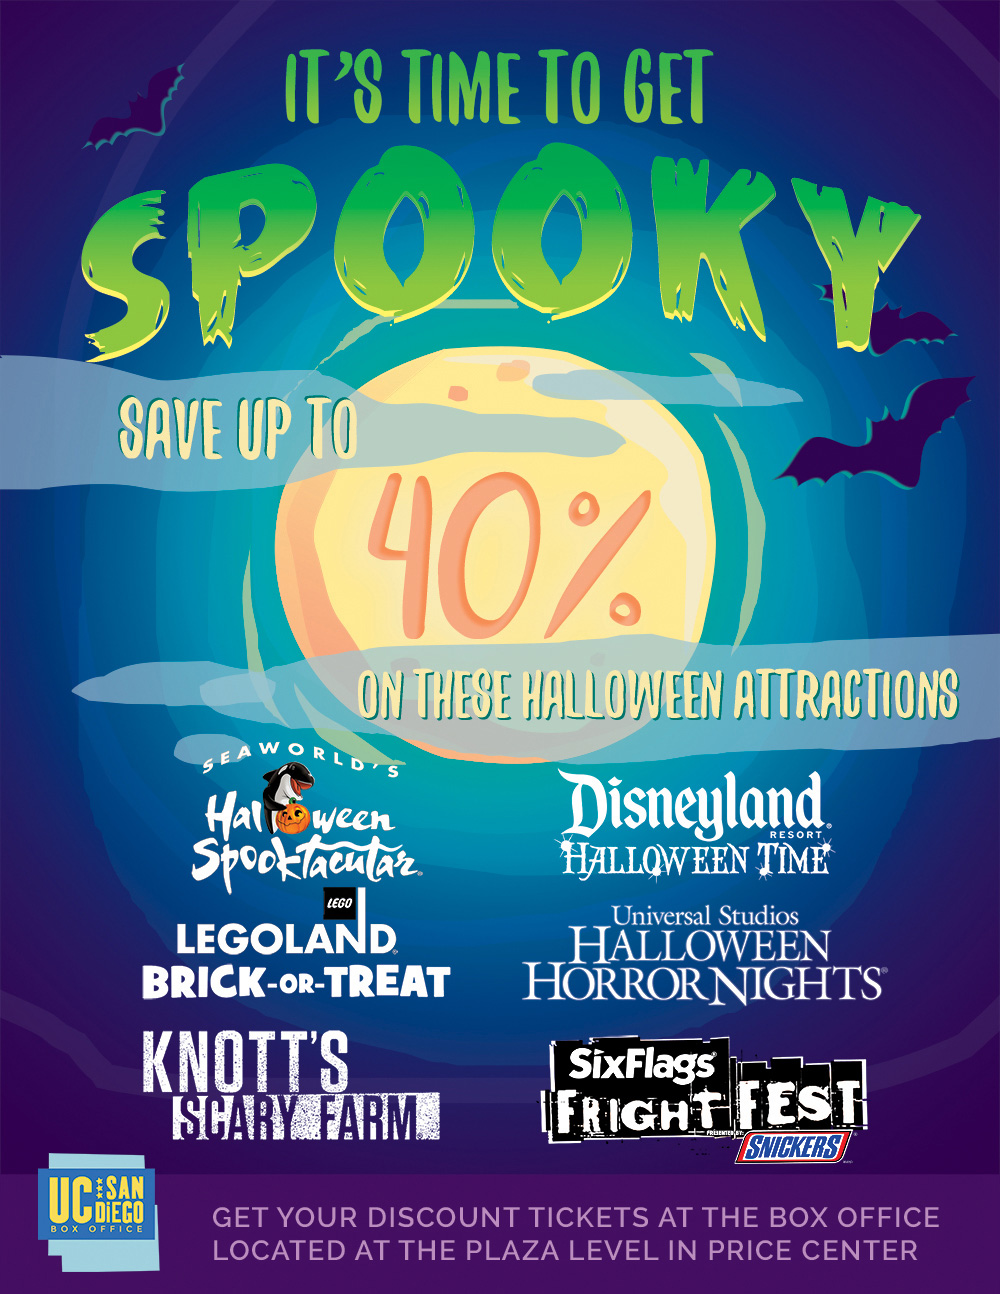 IT'S TIME TO GET
SPOOKY
SAVE UP TO
40%
ON THESE HALLOWEEN ATTRACTIONS
SEAWORLD'S
Halloween
Spooktacular®
Disneyland®
RESORT
HALLOWEEN TIME
LEGO
LEGOLAND®
BRICK-OR-TREAT
Universal Studios
HALLOWEEN
HORROR NIGHTS®
KNOTT'S
SCARY FARM
SixFlags®
FRIGHT FEST
PRESENTED BY
SNICKERS®
UC SAN DIEGO
BOX OFFICE
GET YOUR DISCOUNT TICKETS AT THE BOX OFFICE
LOCATED AT THE PLAZA LEVEL IN PRICE CENTER